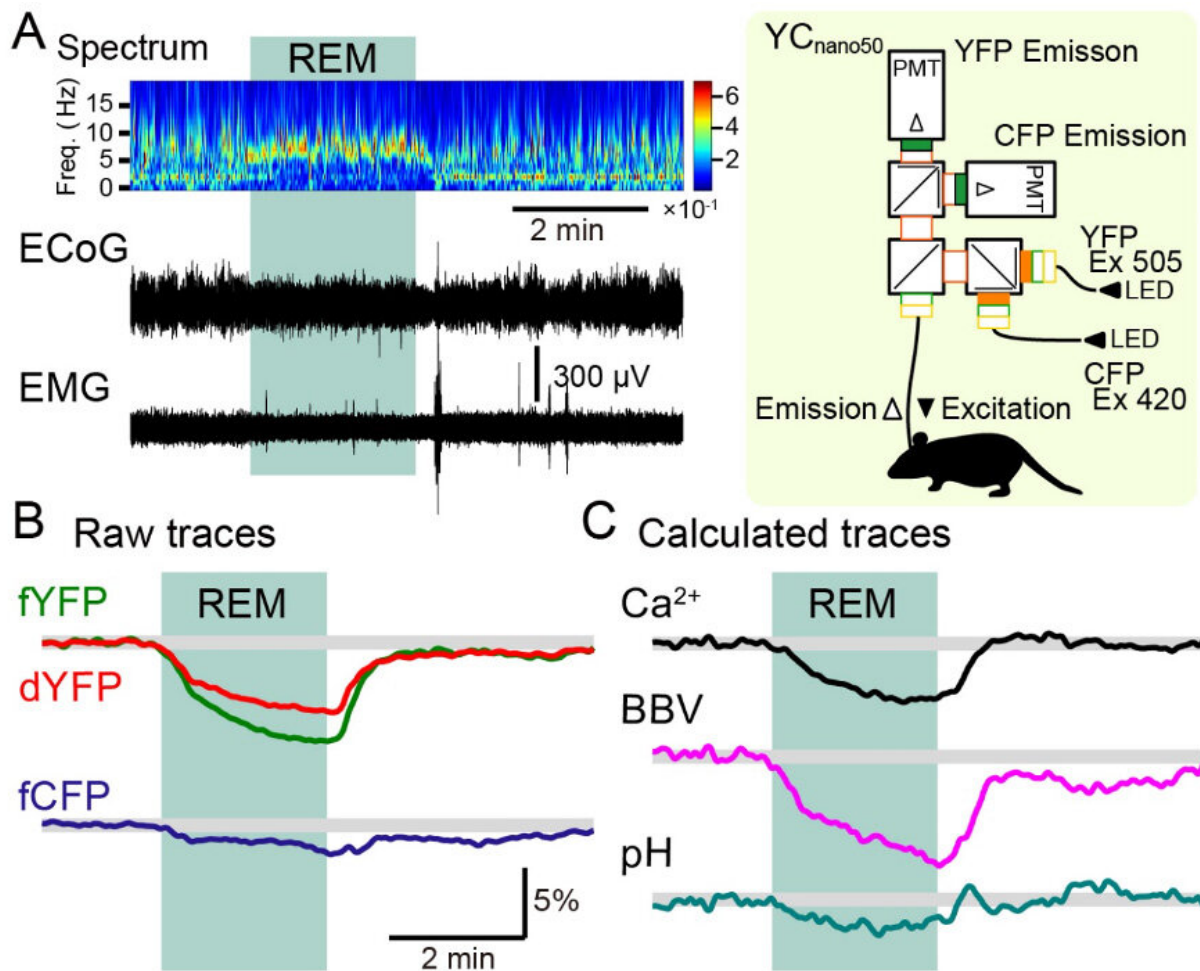 A
Spectrum
REM
Freq. (Hz)
15
10
5
0
6
4
2
×10-1
2 min
ECoG
300 µV
EMG
YCnano50
YFP Emisson
PMT
CFP Emission
PMT
YFP
Ex 505
LED
LED
CFP
Ex 420
Emission
Excitation
B
Raw traces
REM
fYFP
dYFP
fCFP
5%
2 min
C
Calculated traces
REM
Ca2+
BBV
pH